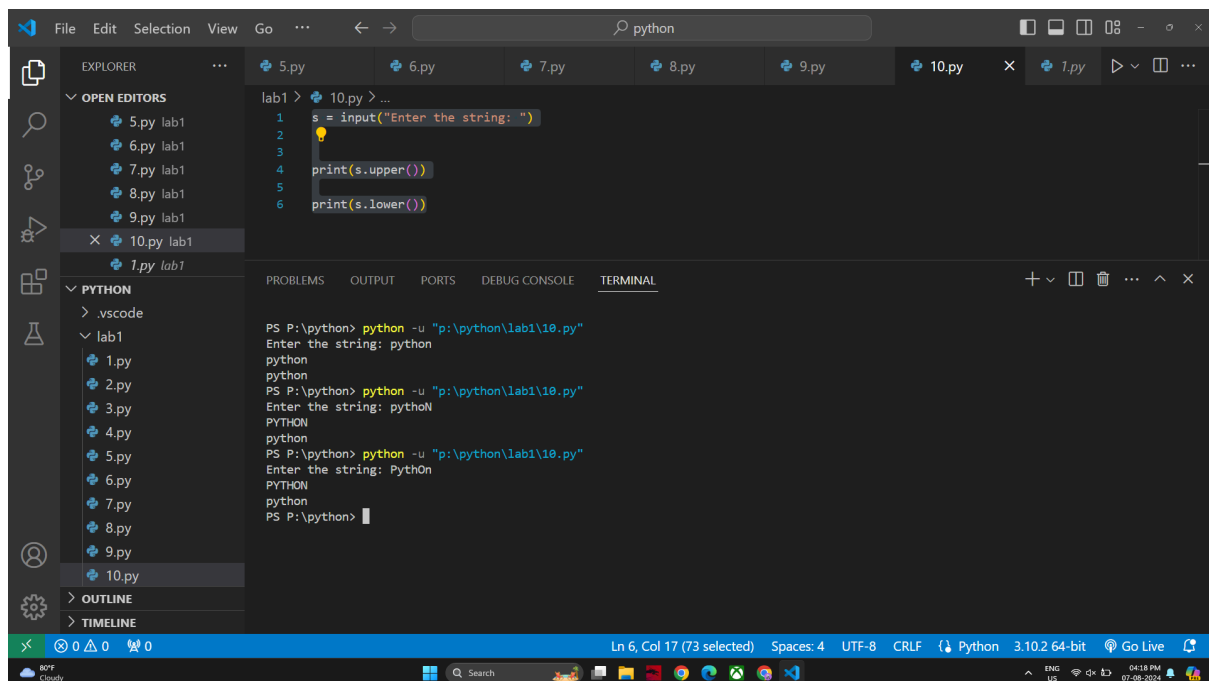 File Edit Selection View Go ··· python
EXPLORER ···
OPEN EDITORS
5.py lab1
6.py lab1
7.py lab1
8.py lab1
9.py lab1
10.py lab1
1.py lab1
PYTHON
.vscode
lab1
1.py
2.py
3.py
4.py
5.py
6.py
7.py
8.py
9.py
10.py
OUTLINE
TIMELINE
5.py 6.py 7.py 8.py 9.py 10.py 1.py ···
lab1 > 10.py > ...
1 s = input("Enter the string: ")
2
3
4 print(s.upper())
5
6 print(s.lower())
PROBLEMS OUTPUT PORTS DEBUG CONSOLE TERMINAL ···
PS P:\python> python -u "p:\python\lab1\10.py"
Enter the string: python
python
python
PS P:\python> python -u "p:\python\lab1\10.py"
Enter the string: pythoN
PYTHON
python
PS P:\python> python -u "p:\python\lab1\10.py"
Enter the string: PythOn
PYTHON
python
PS P:\python>
0 0 0 Ln 6, Col 17 (73 selected) Spaces: 4 UTF-8 CRLF Python 3.10.2 64-bit Go Live
80°F
Cloudy
Search
ENG
US
04:18 PM
07-08-2024